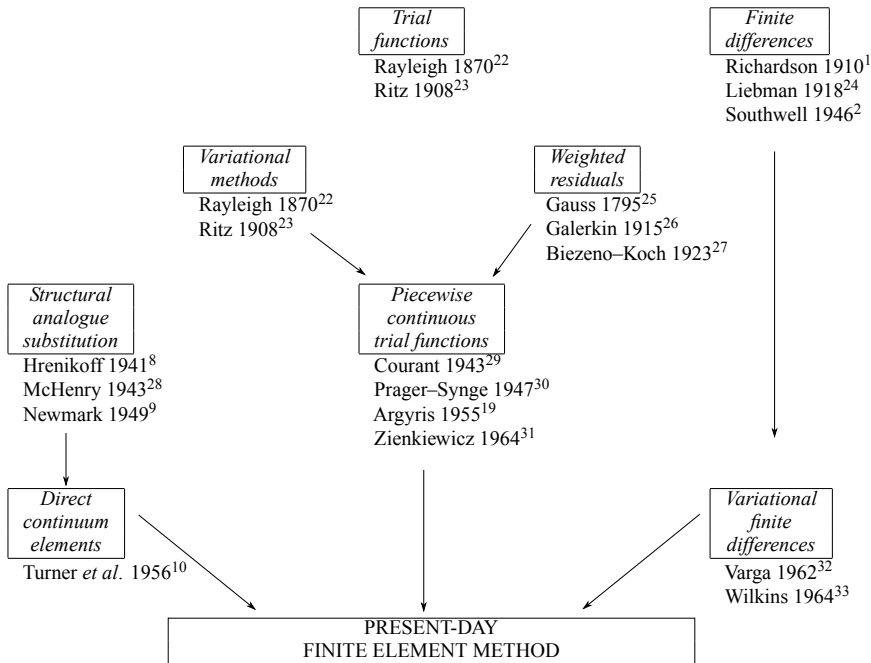 Trial
functions
Rayleigh 1870²²
Ritz 1908²³
Finite
differences
Richardson 1910¹
Liebman 1918²⁴
Southwell 1946²
Variational
methods
Rayleigh 1870²²
Ritz 1908²³
Weighted
residuals
Gauss 1795²⁵
Galerkin 1915²⁶
Biezeno–Koch 1923²⁷
Structural
analogue
substitution
Hrenikoff 1941⁸
McHenry 1943²⁸
Newmark 1949⁹
Piecewise
continuous
trial functions
Courant 1943²⁹
Prager–Synge 1947³⁰
Argyris 1955¹⁹
Zienkiewicz 1964³¹
Direct
continuum
elements
Turner et al. 1956¹⁰
Variational
finite
differences
Varga 1962³²
Wilkins 1964³³
PRESENT-DAY
FINITE ELEMENT METHOD